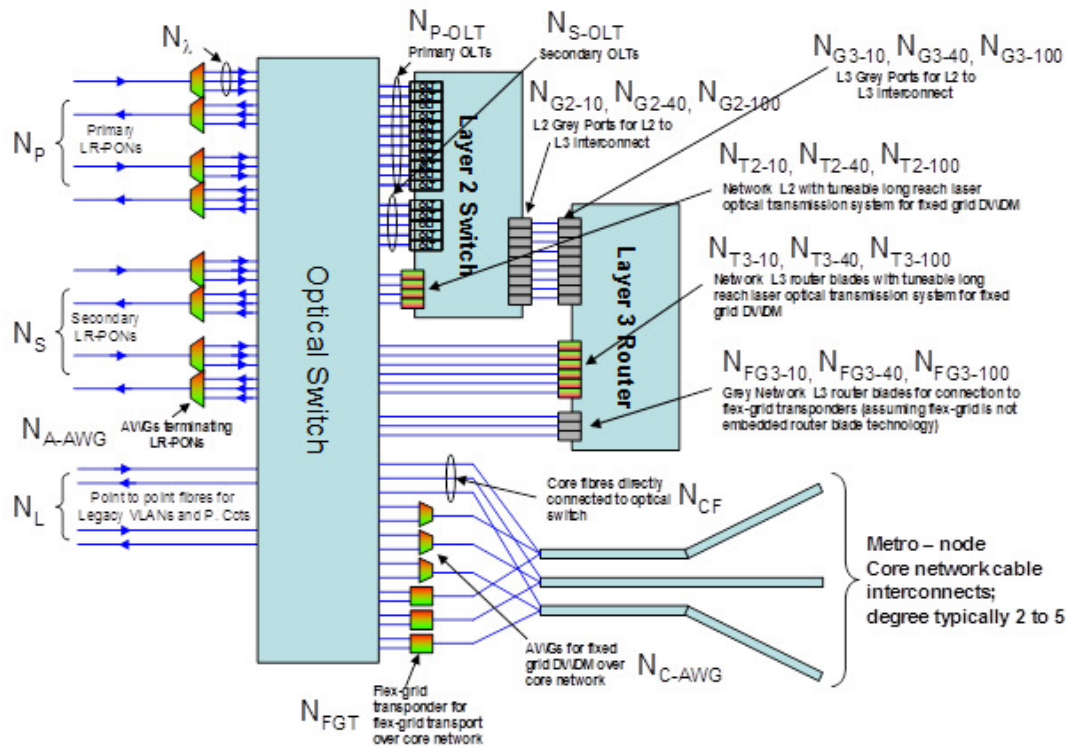 Nλ
NP-OLT
Primary OLTs
NS-OLT
Secondary OLTs
NG3-10, NG3-40, NG3-100
L3 Grey Ports for L2 to
L3 interconnect
NG2-10, NG2-40, NG2-100
L2 Grey Ports for L2 to
L3 interconnect
NP
Primary
LR-PONs
NT2-10, NT2-40, NT2-100
Network L2 with tuneable long reach laser
optical transmission system for fixed grid DWDM
Layer 2 Switch
Optical Switch
NT3-10, NT3-40, NT3-100
Network L3 router blades with tuneable long
reach laser optical transmission system for fixed
grid DWDM
Layer 3 Router
NS
Secondary
LR-PONs
NFG3-10, NFG3-40, NFG3-100
Grey Network L3 router blades for connection to
flex-grid transponders (assuming flex-grid is not
embedded router blade technology)
NA-AWG
AWGs terminating
LR-PONs
NL
Point to point fibres for
Legacy VLANs and P. Ccts
Core fibres directly
connected to optical
switch
NCF
Metro – node
Core network cable
interconnects;
degree typically 2 to 5
AWGs for fixed
grid DWDM over
core network
NC-AWG
NFGT
Flex-grid
transponder for
flex-grid transport
over core network